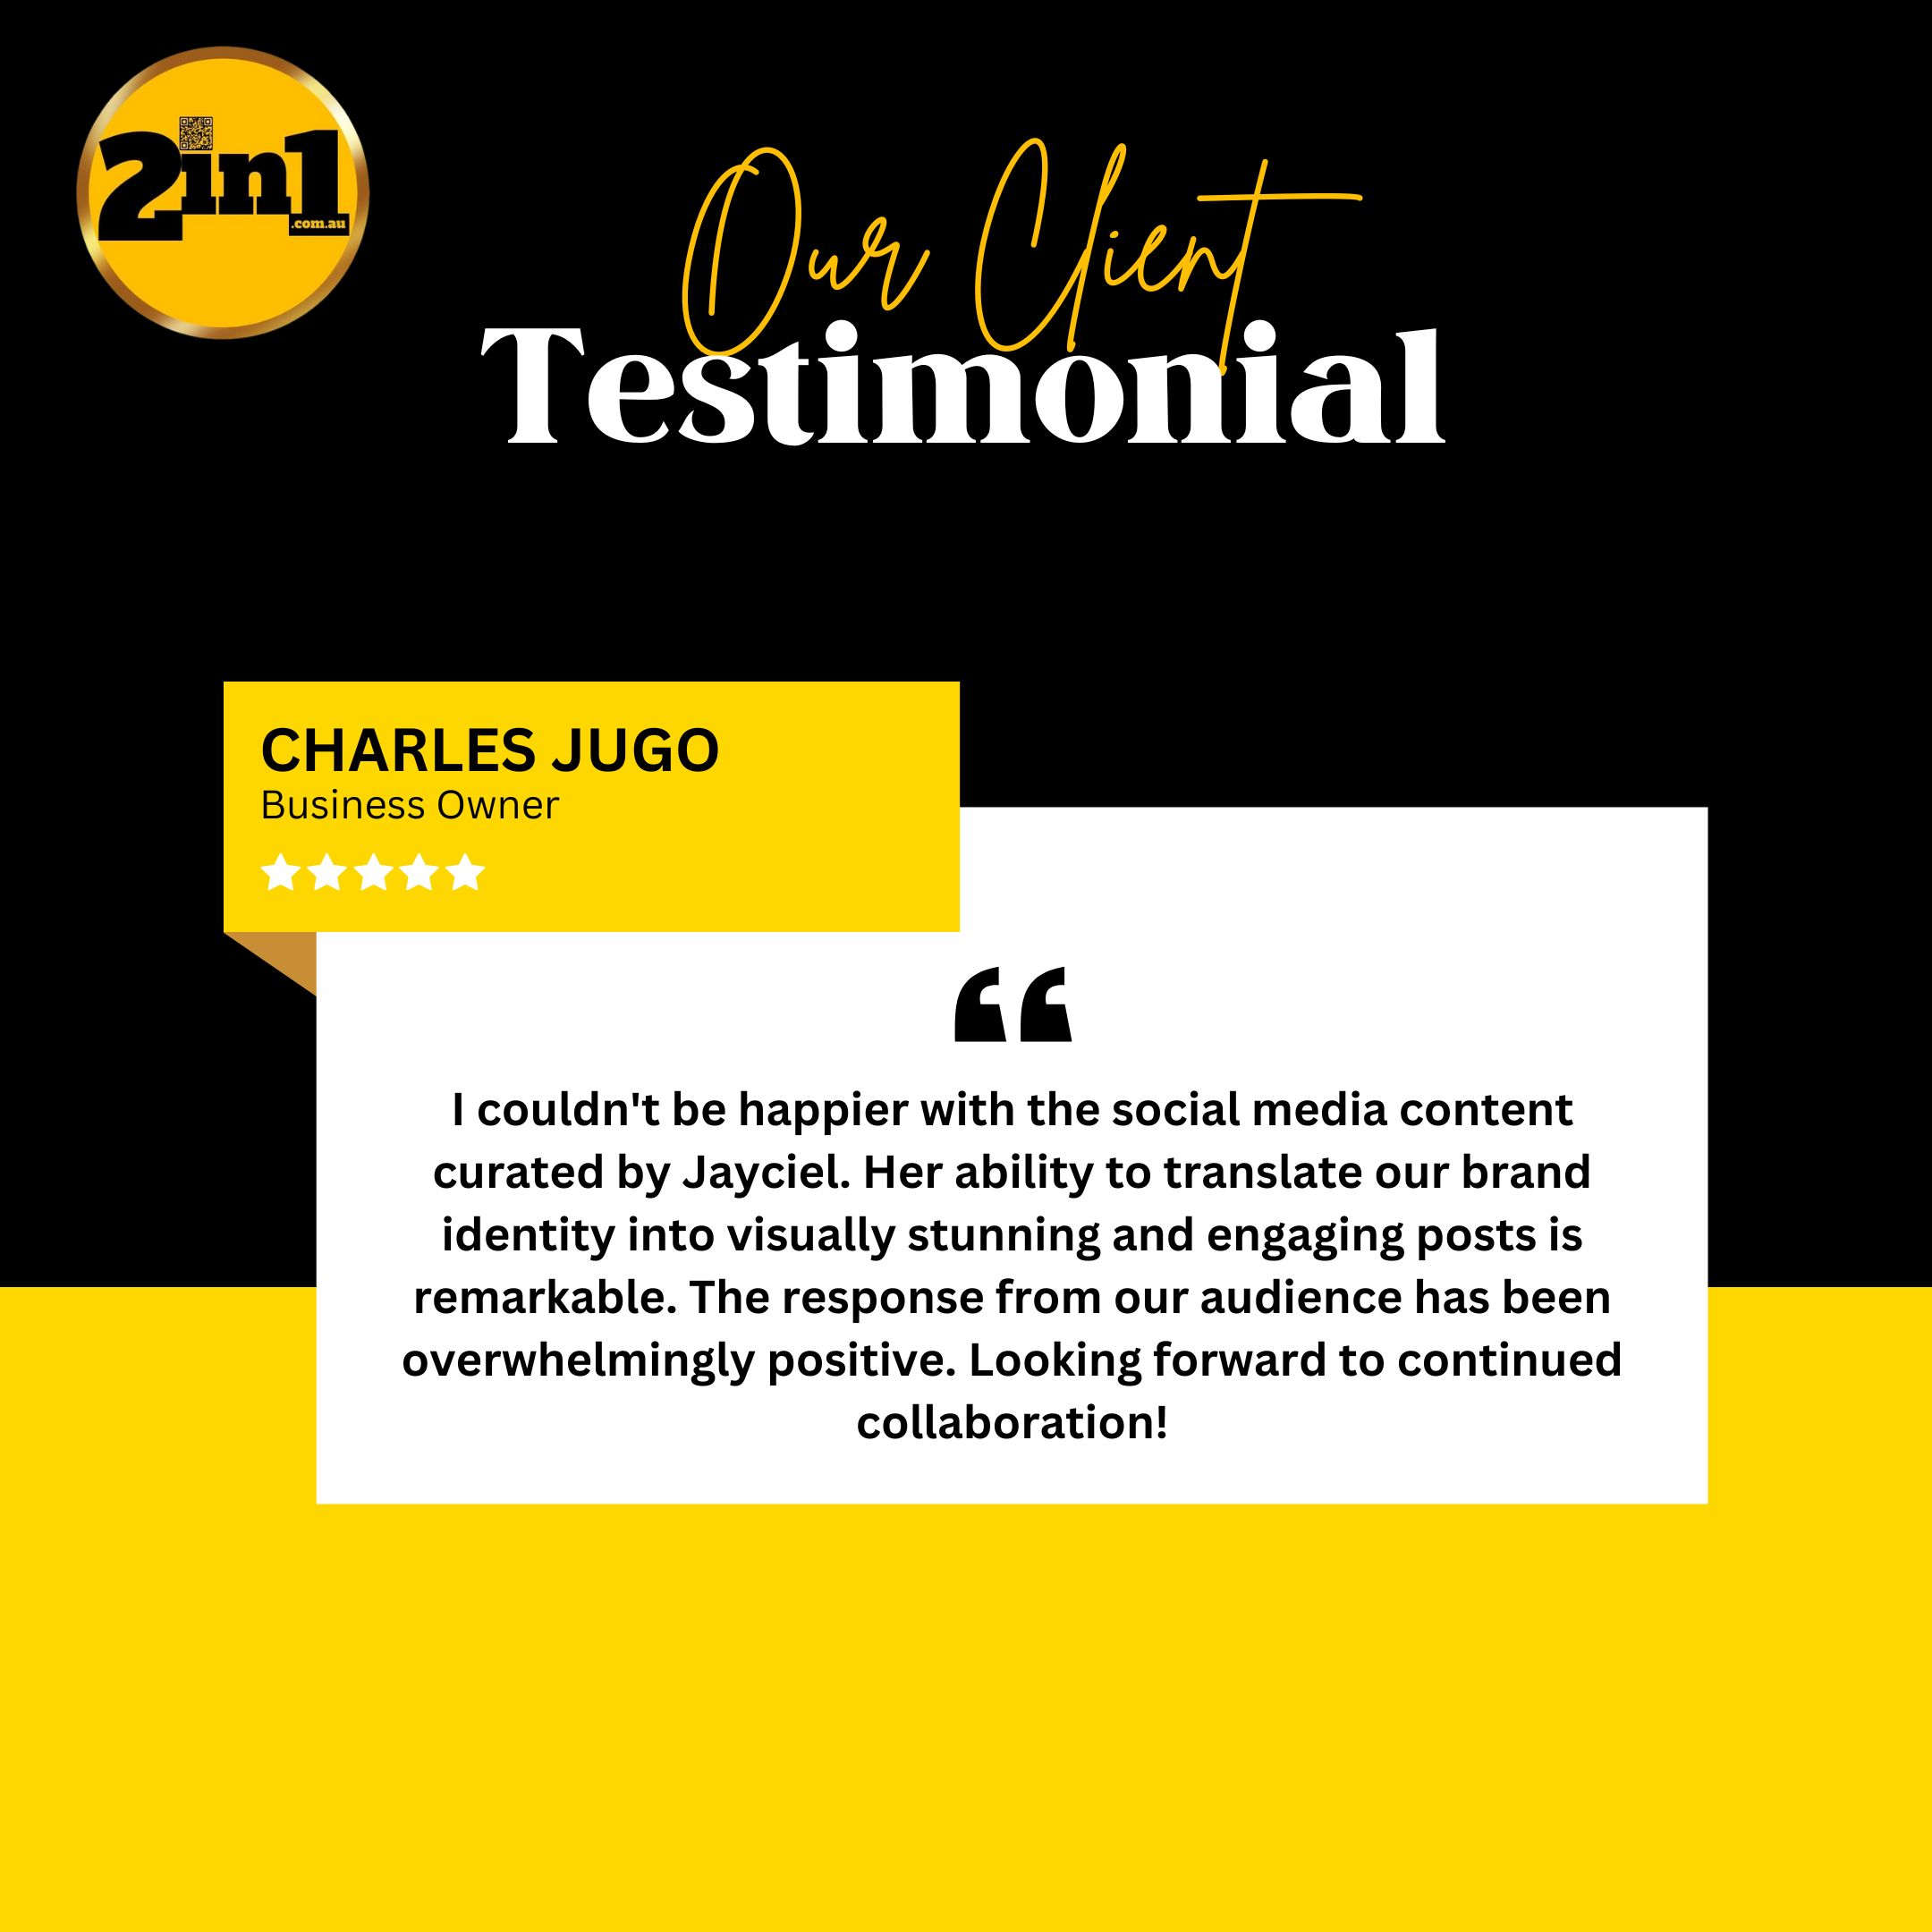 2in1
.com.au
Our Client
Testimonial
CHARLES JUGO
Business Owner
I couldn't be happier with the social media content
curated by Jayciel. Her ability to translate our brand
identity into visually stunning and engaging posts is
remarkable. The response from our audience has been
overwhelmingly positive. Looking forward to continued
collaboration!